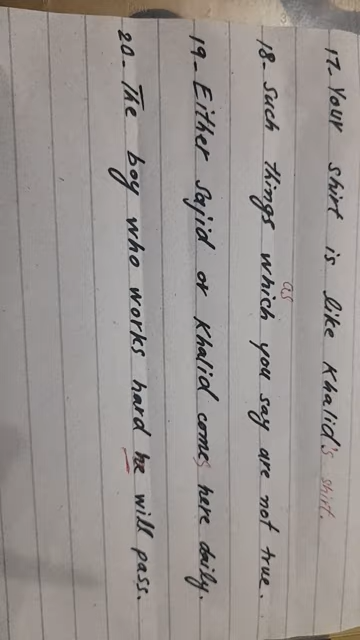 17- Your shirt is like Khalid's shirt.
as
18- Such things which you say are not true.
19- Either Sajid or Khalid comes here daily.
20- The boy who works hard he will pass.